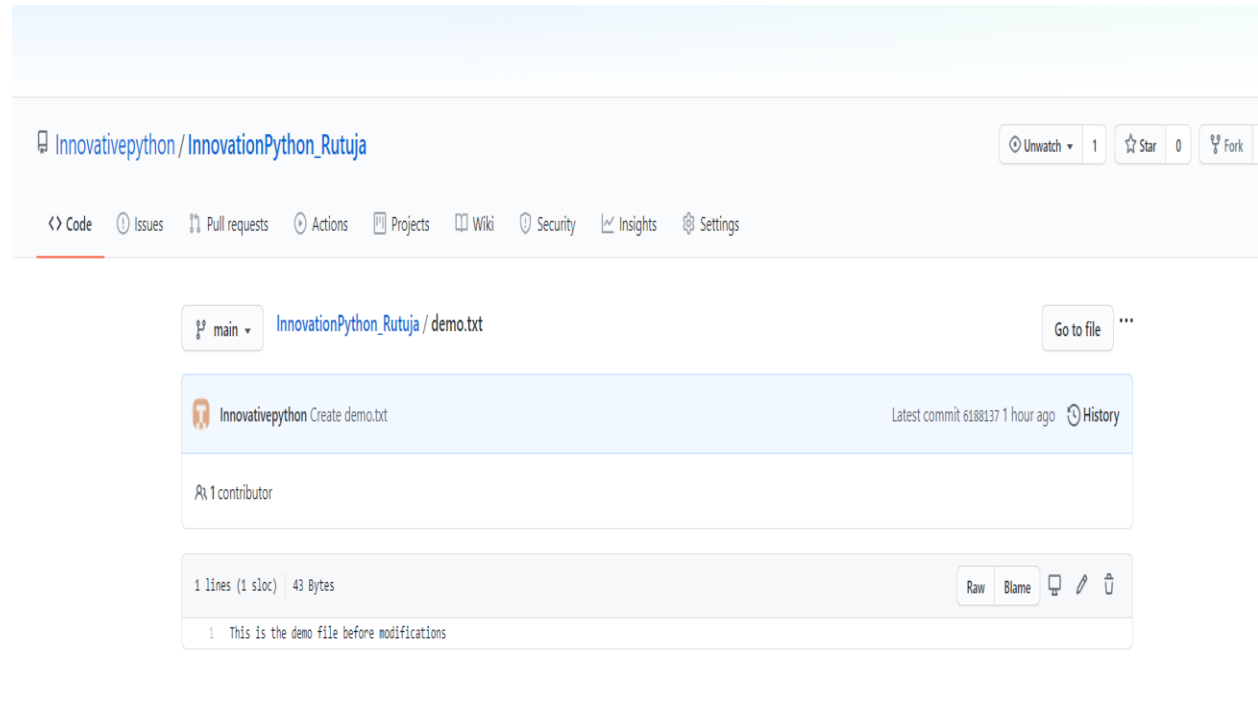 Innovativepython / InnovationPython_Rutuja
Unwatch 1 Star 0 Fork
<> Code Issues Pull requests Actions Projects Wiki Security Insights Settings
main InnovationPython_Rutuja / demo.txt Go to file ...
Innovativepython Create demo.txt Latest commit 6188137 1 hour ago History
1 contributor
1 lines (1 sloc) 43 Bytes Raw Blame
1 This is the demo file before modifications